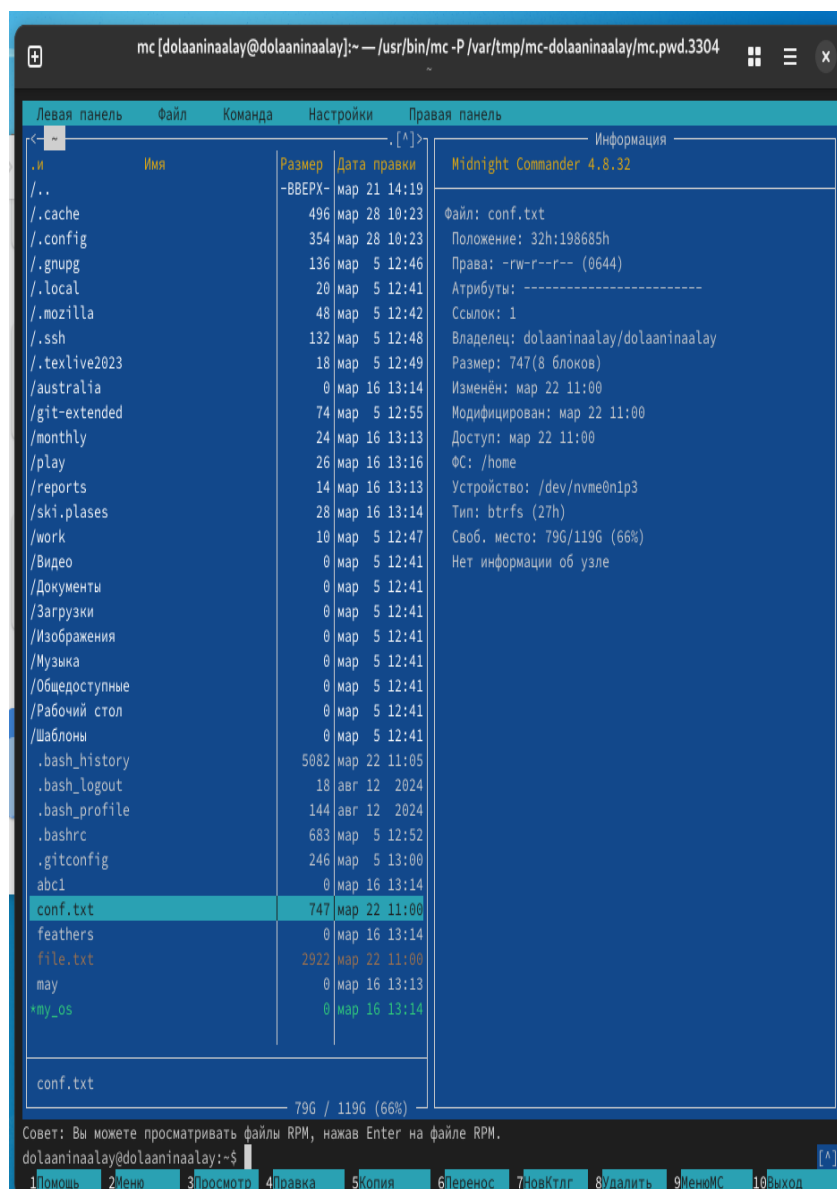 mc [dolaaninaalay@dolaaninaalay]:~ — /usr/bin/mc -P /var/tmp/mc-dolaaninaalay/mc.pwd.3304
~
Левая панель Файл Команда Настройки Правая панель
<─ ~ ─.[^]>
.и Имя Размер Дата правки
/.. -ВВЕРХ- мар 21 14:19
/.cache 496 мар 28 10:23
/.config 354 мар 28 10:23
/.gnupg 136 мар 5 12:46
/.local 20 мар 5 12:41
/.mozilla 48 мар 5 12:42
/.ssh 132 мар 5 12:48
/.texlive2023 18 мар 5 12:49
/australia 0 мар 16 13:14
/git-extended 74 мар 5 12:55
/monthly 24 мар 16 13:13
/play 26 мар 16 13:16
/reports 14 мар 16 13:13
/ski.plases 28 мар 16 13:14
/work 10 мар 5 12:47
/Видео 0 мар 5 12:41
/Документы 0 мар 5 12:41
/Загрузки 0 мар 5 12:41
/Изображения 0 мар 5 12:41
/Музыка 0 мар 5 12:41
/Общедоступные 0 мар 5 12:41
/Рабочий стол 0 мар 5 12:41
/Шаблоны 0 мар 5 12:41
.bash_history 5082 мар 22 11:05
.bash_logout 18 авг 12 2024
.bash_profile 144 авг 12 2024
.bashrc 683 мар 5 12:52
.gitconfig 246 мар 5 13:00
abc1 0 мар 16 13:14
conf.txt 747 мар 22 11:00
feathers 0 мар 16 13:14
file.txt 2922 мар 22 11:00
may 0 мар 16 13:13
*my_os 0 мар 16 13:14
conf.txt
79G / 119G (66%)
Информация
Midnight Commander 4.8.32
Файл: conf.txt
Положение: 32h:198685h
Права: -rw-r--r-- (0644)
Атрибуты: -------------------------
Ссылок: 1
Владелец: dolaaninaalay/dolaaninaalay
Размер: 747(8 блоков)
Изменён: мар 22 11:00
Модифицирован: мар 22 11:00
Доступ: мар 22 11:00
ФС: /home
Устройство: /dev/nvme0n1p3
Тип: btrfs (27h)
Своб. место: 79G/119G (66%)
Нет информации об узле
Совет: Вы можете просматривать файлы RPM, нажав Enter на файле RPM.
dolaaninaalay@dolaaninaalay:~$ [^]
1Помощь 2Меню 3Просмотр 4Правка 5Копия 6Перенос 7НовКтлг 8Удалить 9МенюМС 10Выход